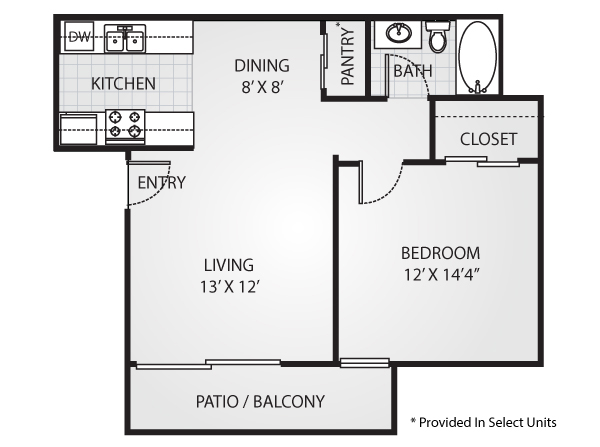 DW
KITCHEN
DINING
8' X 8'
PANTRY*
BATH
CLOSET
ENTRY
LIVING
13' X 12'
BEDROOM
12' X 14'4"
PATIO / BALCONY
* Provided In Select Units